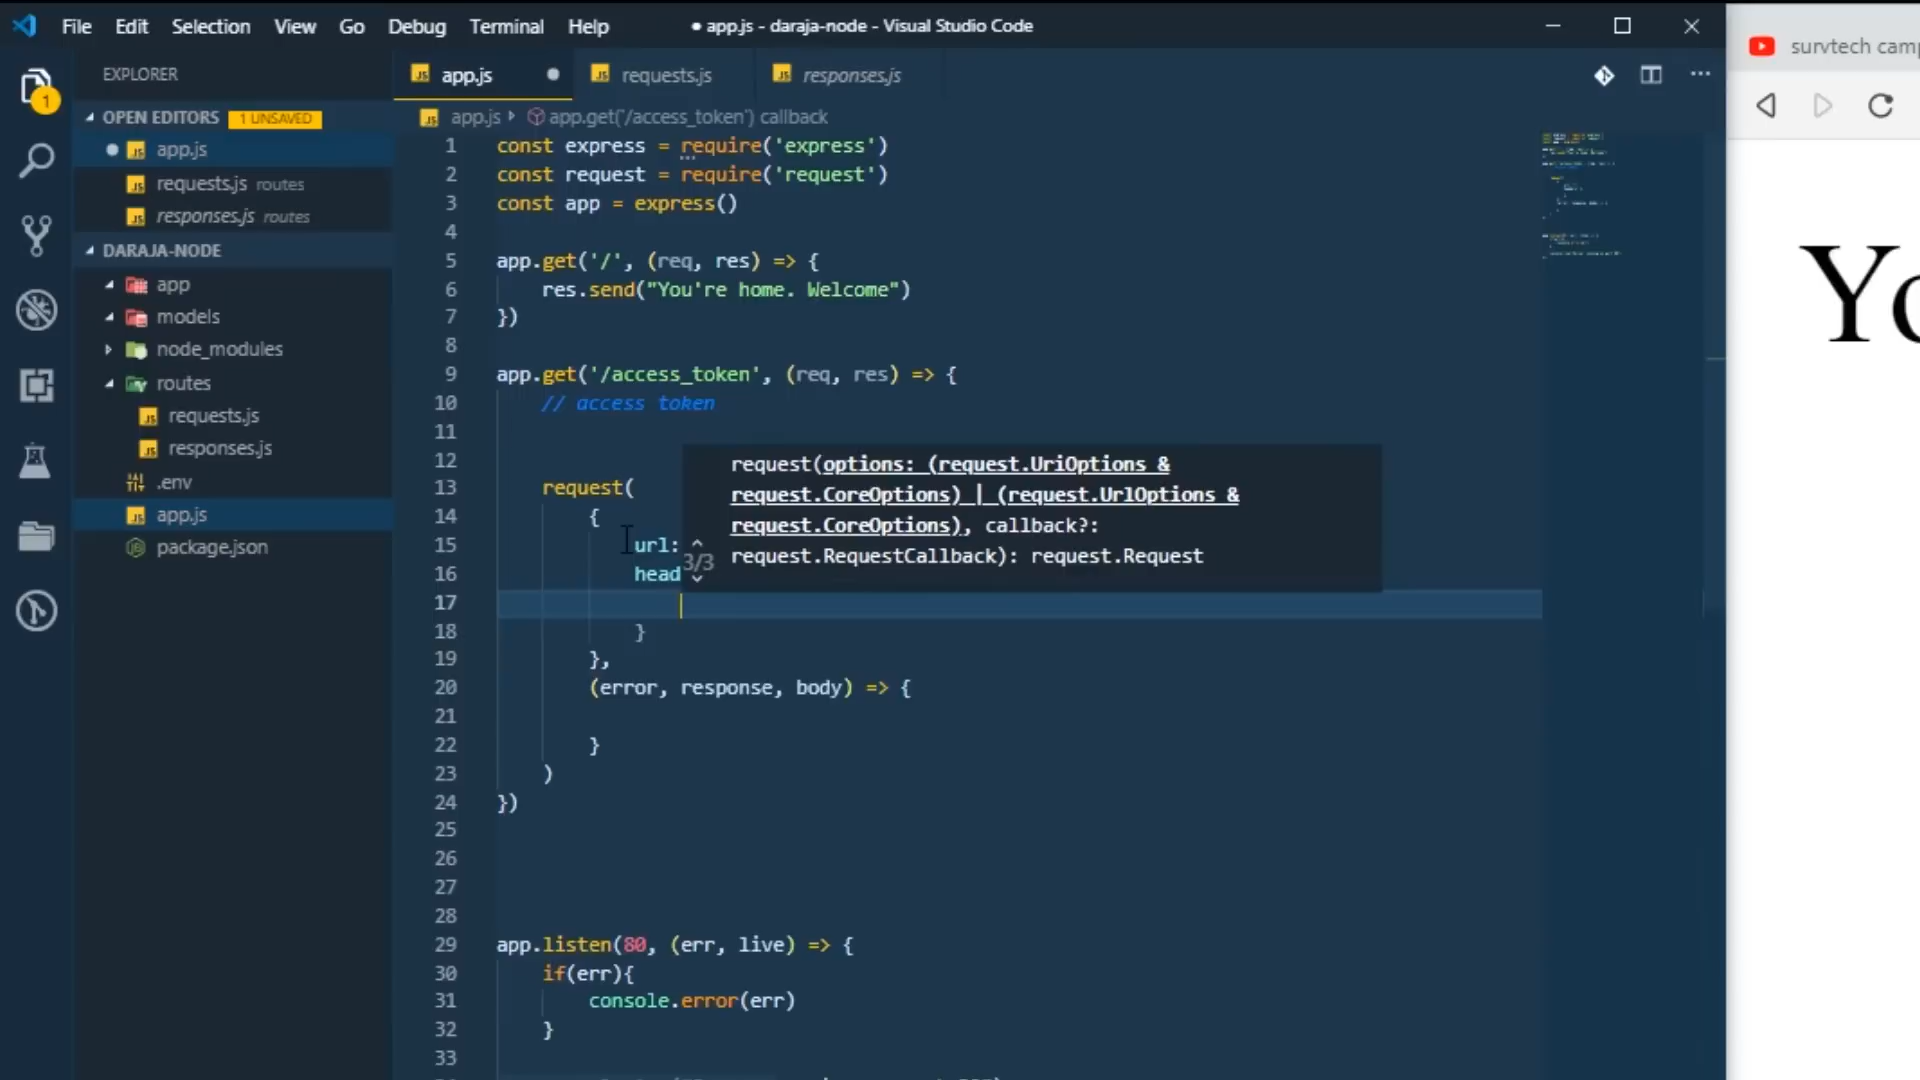 File Edit Selection View Go Debug Terminal Help ● app.js - daraja-node - Visual Studio Code
survtech camp
EXPLORER
OPEN EDITORS 1 UNSAVED
app.js
requests.js routes
responses.js routes
DARAJA-NODE
app
models
node_modules
routes
requests.js
responses.js
.env
app.js
package.json
1
app.js requests.js responses.js
app.js app.get('/access_token') callback
1 const express = require('express')
2 const request = require('request')
3 const app = express()
4
5 app.get('/', (req, res) => {
6 res.send("You're home. Welcome")
7 })
8
9 app.get('/access_token', (req, res) => {
10 // access token
11
12
13 request(
14 {
15 url:
16 head
17
18 }
19 },
20 (error, response, body) => {
21
22 }
23 )
24 })
25
26
27
28
29 app.listen(80, (err, live) => {
30 if(err){
31 console.error(err)
32 }
33
3/3
request(options: (request.UriOptions &
request.CoreOptions) | (request.UrlOptions &
request.CoreOptions), callback?:
request.RequestCallback): request.Request
Yo